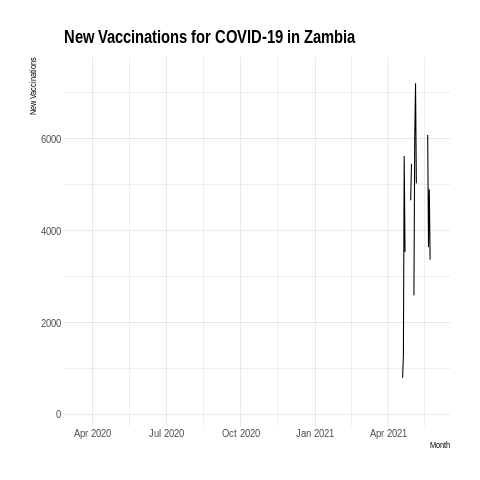 New Vaccinations for COVID-19 in Zambia
New Vaccinations
6000
4000
2000
0
Apr 2020 Jul 2020 Oct 2020 Jan 2021 Apr 2021
Month